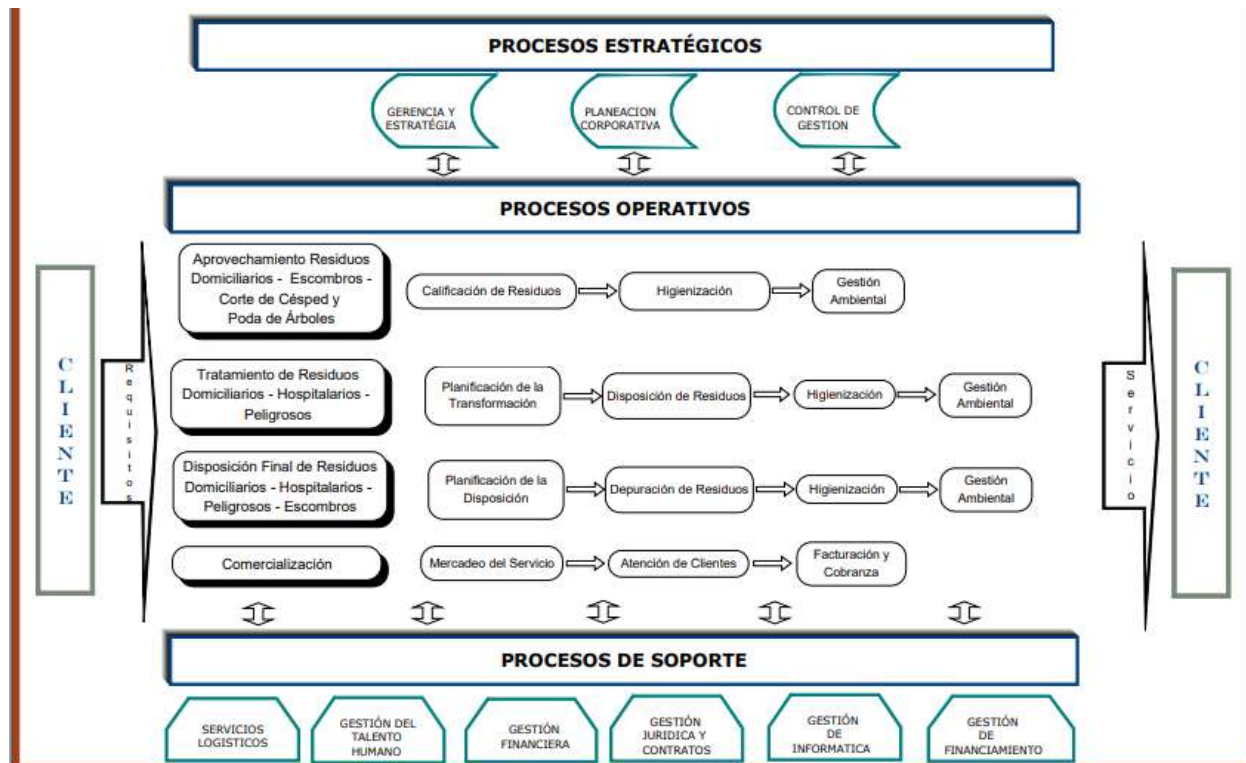 PROCESOS ESTRATÉGICOS
GERENCIA Y
ESTRATÉGIA
PLANEACION
CORPORATIVA
CONTROL DE
GESTION
PROCESOS OPERATIVOS
CLIENTE
Requisitos
Aprovechamiento Residuos
Domiciliarios - Escombros -
Corte de Césped y
Poda de Árboles
Calificación de Residuos
Higienización
Gestión
Ambiental
Tratamiento de Residuos
Domiciliarios - Hospitalarios -
Peligrosos
Planificación de la
Transformación
Disposición de Residuos
Higienización
Gestión
Ambiental
Disposición Final de Residuos
Domiciliarios - Hospitalarios -
Peligrosos - Escombros
Planificación de la
Disposición
Depuración de Residuos
Higienización
Gestión
Ambiental
Comercialización
Mercadeo del Servicio
Atención de Clientes
Facturación y
Cobranza
Servicio
CLIENTE
PROCESOS DE SOPORTE
SERVICIOS
LOGISTICOS
GESTIÓN DEL
TALENTO
HUMANO
GESTIÓN
FINANCIERA
GESTIÓN
JURIDICA Y
CONTRATOS
GESTIÓN
DE
INFORMATICA
GESTIÓN
DE
FINANCIAMIENTO